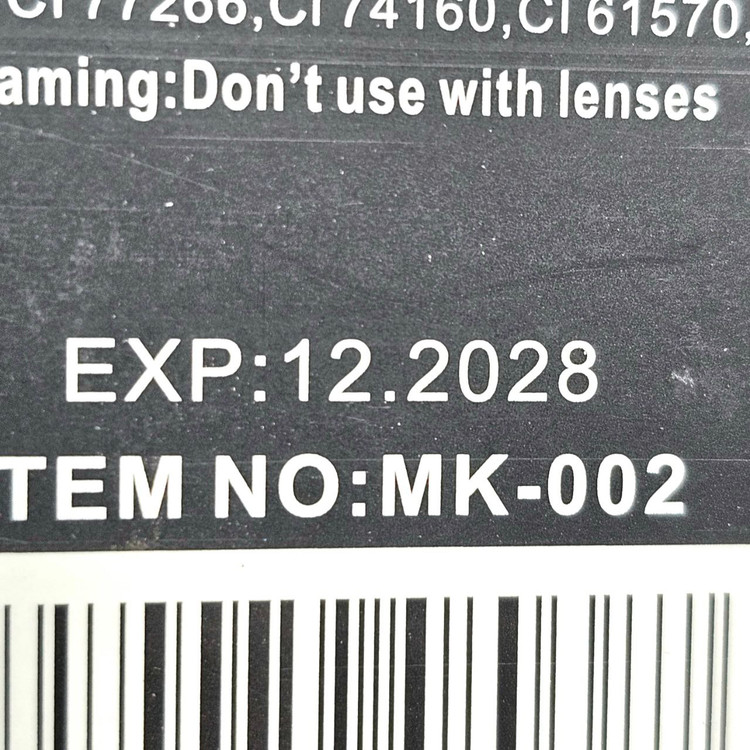 CI 77266,CI 74160,CI 61570,
aming:Don't use with lenses
EXP:12.2028
TEM NO:MK-002